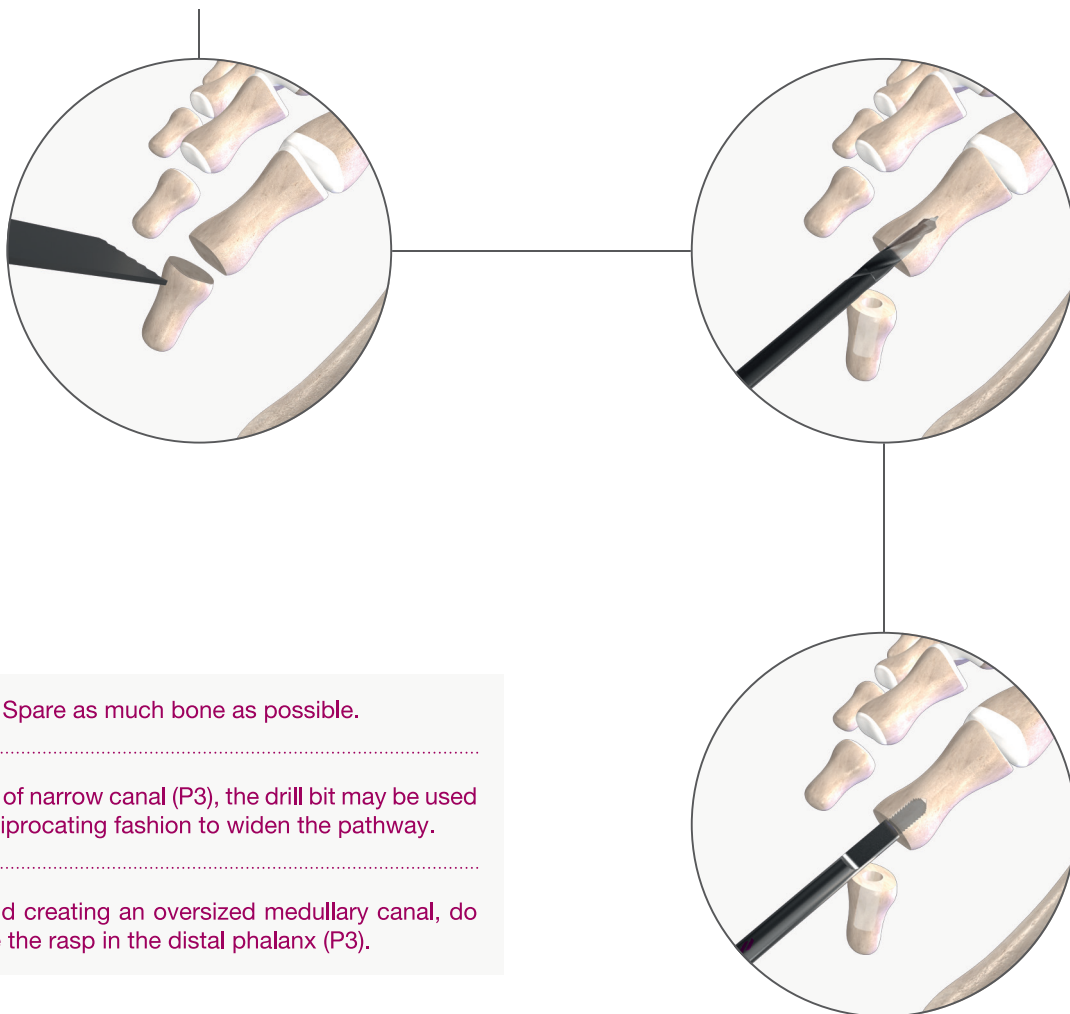 Spare as much bone as possible.
of narrow canal (P3), the drill bit may be used
iprocating fashion to widen the pathway.
d creating an oversized medullary canal, do
the rasp in the distal phalanx (P3).